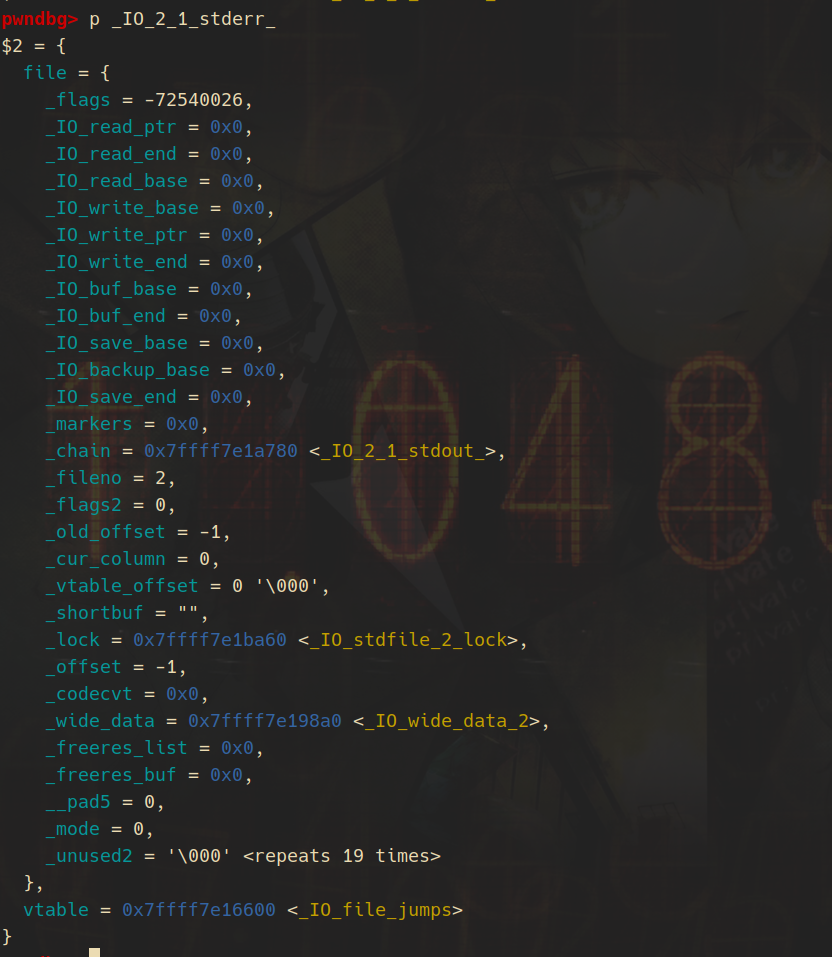 pwndbg> p _IO_2_1_stderr_
$2 = {
  file = {
    _flags = -72540026,
    _IO_read_ptr = 0x0,
    _IO_read_end = 0x0,
    _IO_read_base = 0x0,
    _IO_write_base = 0x0,
    _IO_write_ptr = 0x0,
    _IO_write_end = 0x0,
    _IO_buf_base = 0x0,
    _IO_buf_end = 0x0,
    _IO_save_base = 0x0,
    _IO_backup_base = 0x0,
    _IO_save_end = 0x0,
    _markers = 0x0,
    _chain = 0x7ffff7e1a780 <_IO_2_1_stdout_>,
    _fileno = 2,
    _flags2 = 0,
    _old_offset = -1,
    _cur_column = 0,
    _vtable_offset = 0 '\000',
    _shortbuf = "",
    _lock = 0x7ffff7e1ba60 <_IO_stdfile_2_lock>,
    _offset = -1,
    _codecvt = 0x0,
    _wide_data = 0x7ffff7e198a0 <_IO_wide_data_2>,
    _freeres_list = 0x0,
    _freeres_buf = 0x0,
    __pad5 = 0,
    _mode = 0,
    _unused2 = '\000' <repeats 19 times>
  },
  vtable = 0x7ffff7e16600 <_IO_file_jumps>
}